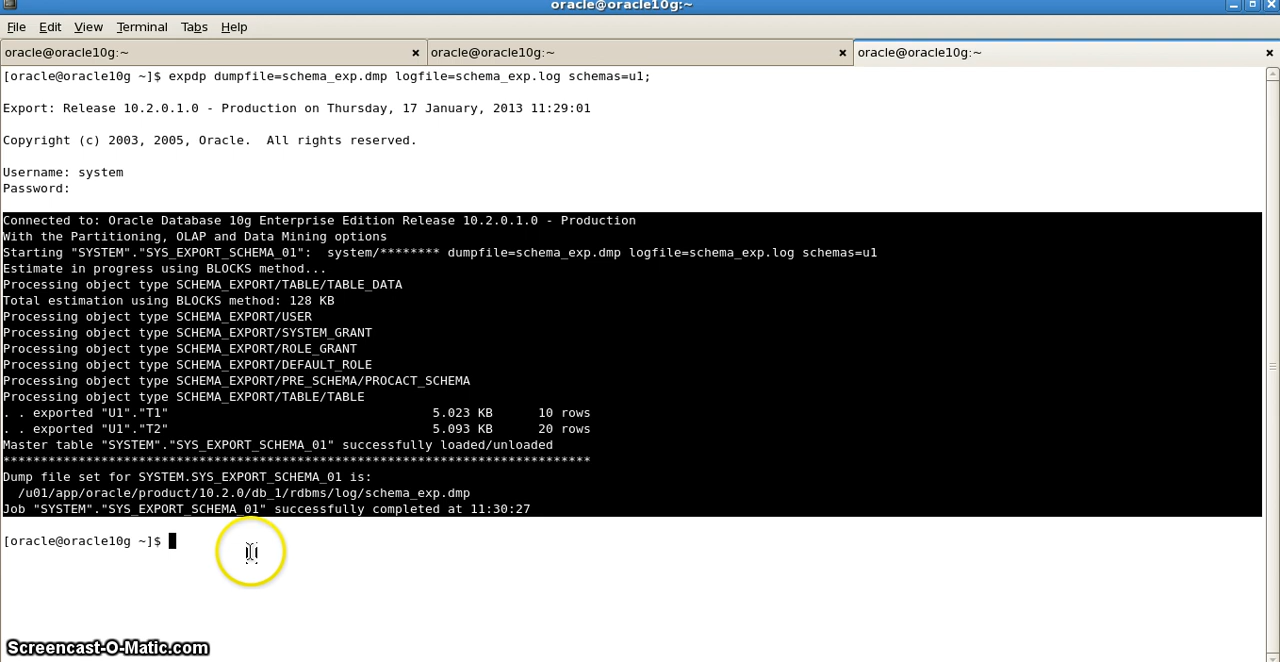 oracle@oracle10g:~
File Edit View Terminal Tabs Help
oracle@oracle10g:~ oracle@oracle10g:~ oracle@oracle10g:~
[oracle@oracle10g ~]$ expdp dumpfile=schema_exp.dmp logfile=schema_exp.log schemas=u1;
Export: Release 10.2.0.1.0 - Production on Thursday, 17 January, 2013 11:29:01
Copyright (c) 2003, 2005, Oracle.  All rights reserved.
Username: system
Password:
Connected to: Oracle Database 10g Enterprise Edition Release 10.2.0.1.0 - Production
With the Partitioning, OLAP and Data Mining options
Starting "SYSTEM"."SYS_EXPORT_SCHEMA_01":  system/******** dumpfile=schema_exp.dmp logfile=schema_exp.log schemas=u1
Estimate in progress using BLOCKS method...
Processing object type SCHEMA_EXPORT/TABLE/TABLE_DATA
Total estimation using BLOCKS method: 128 KB
Processing object type SCHEMA_EXPORT/USER
Processing object type SCHEMA_EXPORT/SYSTEM_GRANT
Processing object type SCHEMA_EXPORT/ROLE_GRANT
Processing object type SCHEMA_EXPORT/DEFAULT_ROLE
Processing object type SCHEMA_EXPORT/PRE_SCHEMA/PROCACT_SCHEMA
Processing object type SCHEMA_EXPORT/TABLE/TABLE
. . exported "U1"."T1"                                   5.023 KB      10 rows
. . exported "U1"."T2"                                   5.093 KB      20 rows
Master table "SYSTEM"."SYS_EXPORT_SCHEMA_01" successfully loaded/unloaded
******************************************************************************
Dump file set for SYSTEM.SYS_EXPORT_SCHEMA_01 is:
/u01/app/oracle/product/10.2.0/db_1/rdbms/log/schema_exp.dmp
Job "SYSTEM"."SYS_EXPORT_SCHEMA_01" successfully completed at 11:30:27
[oracle@oracle10g ~]$
Screencast-O-Matic.com